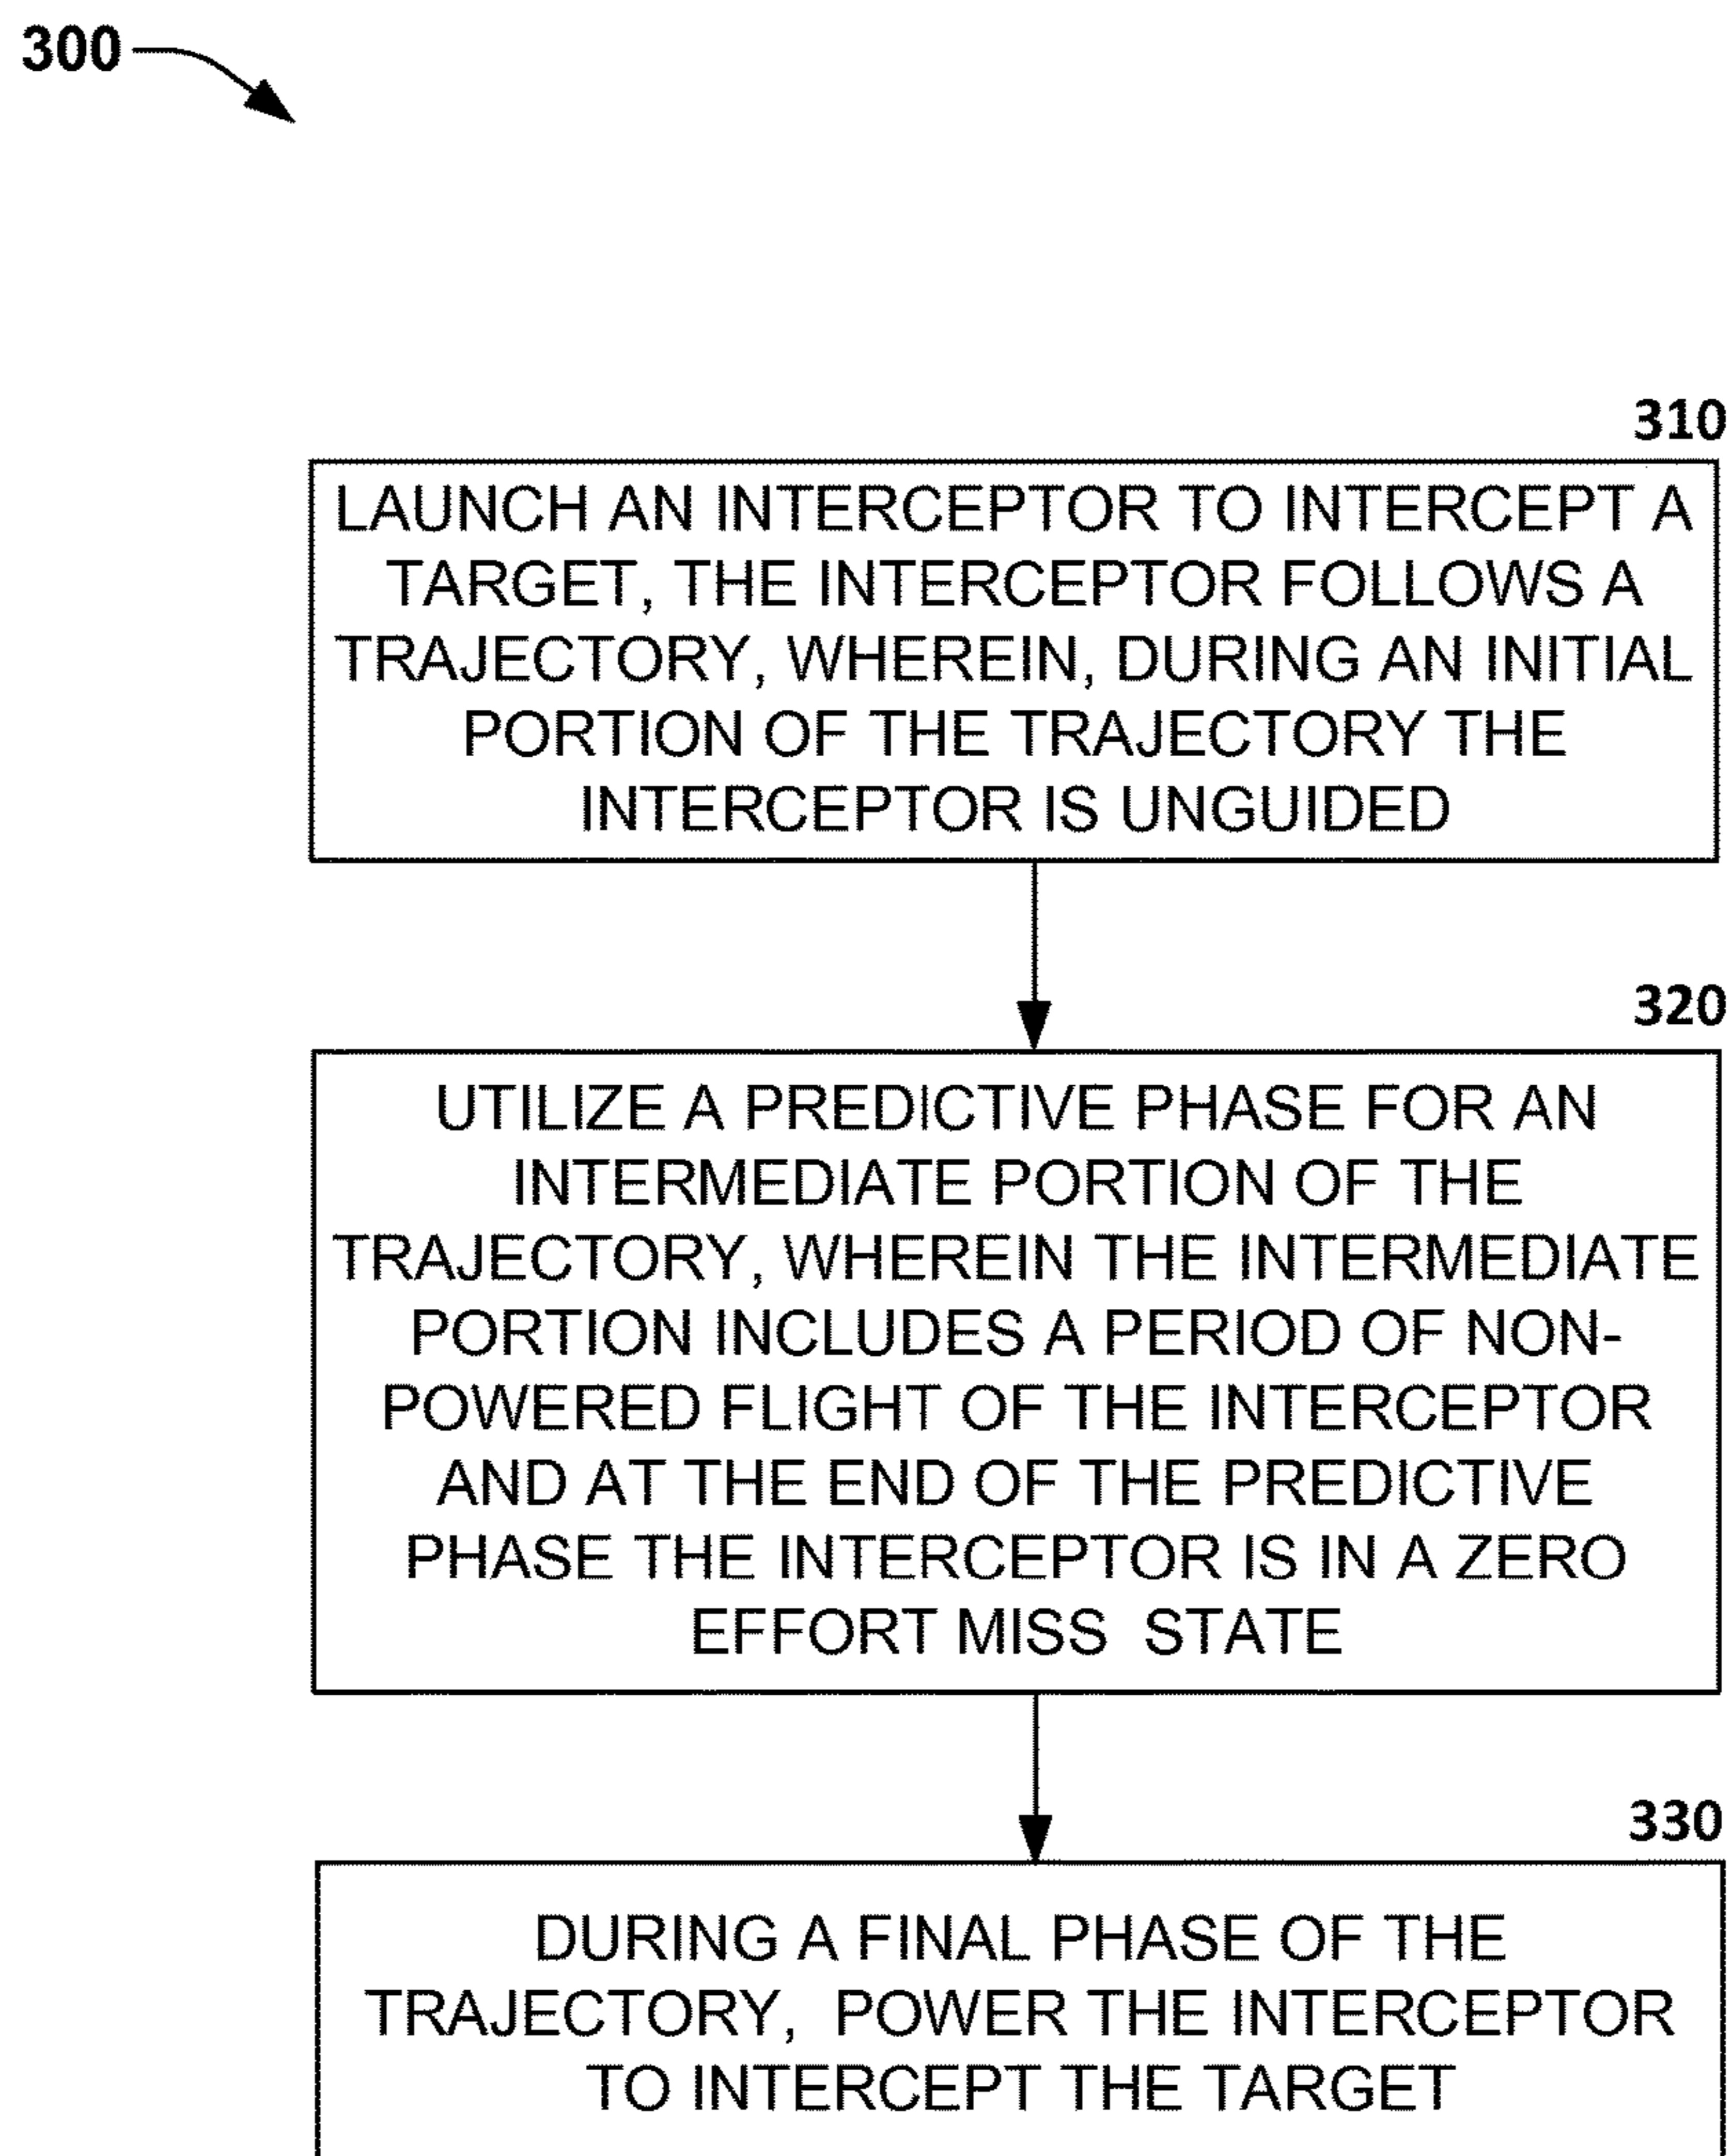 300
310
LAUNCH AN INTERCEPTOR TO INTERCEPT A
TARGET, THE INTERCEPTOR FOLLOWS A
TRAJECTORY, WHEREIN, DURING AN INITIAL
PORTION OF THE TRAJECTORY THE
INTERCEPTOR IS UNGUIDED
320
UTILIZE A PREDICTIVE PHASE FOR AN
INTERMEDIATE PORTION OF THE
TRAJECTORY, WHEREIN THE INTERMEDIATE
PORTION INCLUDES A PERIOD OF NON-
POWERED FLIGHT OF THE INTERCEPTOR
AND AT THE END OF THE PREDICTIVE
PHASE THE INTERCEPTOR IS IN A ZERO
EFFORT MISS STATE
330
DURING A FINAL PHASE OF THE
TRAJECTORY, POWER THE INTERCEPTOR
TO INTERCEPT THE TARGET